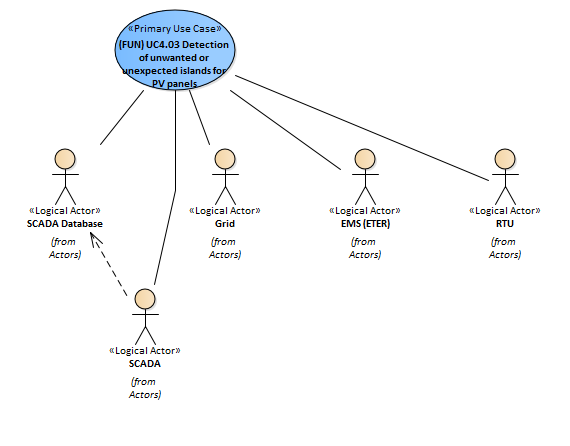 «Primary Use Case»
(FUN) UC4.03 Detection
of unwanted or
unexpected islands for
PV panels
«Logical Actor»
SCADA Database
(from
Actors)
«Logical Actor»
Grid
(from
Actors)
«Logical Actor»
EMS (ETER)
(from
Actors)
«Logical Actor»
RTU
(from
Actors)
«Logical Actor»
SCADA
(from
Actors)